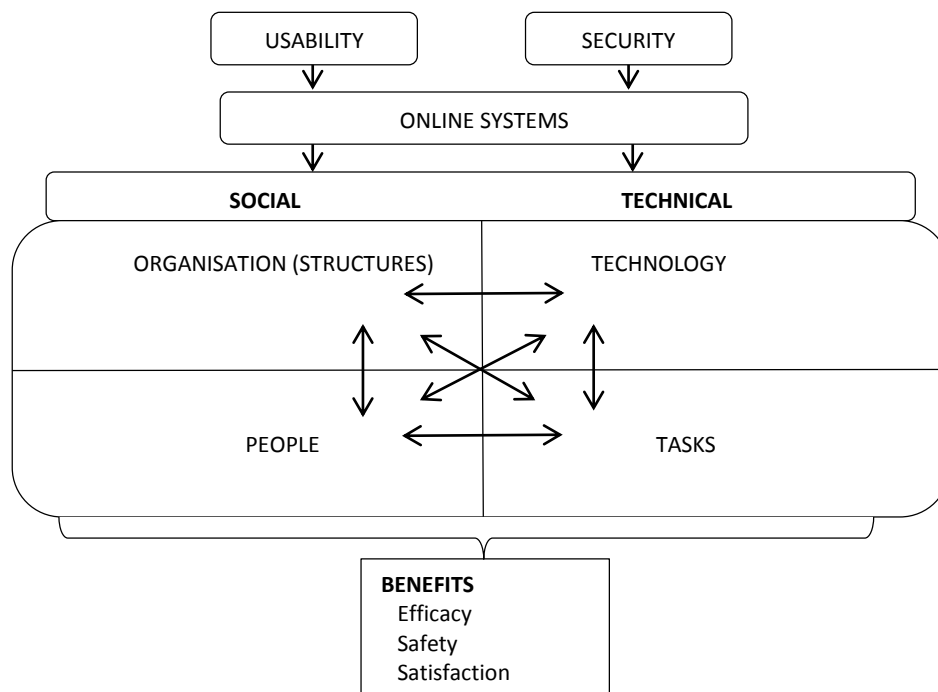 USABILITY
SECURITY
ONLINE SYSTEMS
SOCIAL
TECHNICAL
ORGANISATION (STRUCTURES)
TECHNOLOGY
PEOPLE
TASKS
BENEFITS
Efficacy
Safety
Satisfaction